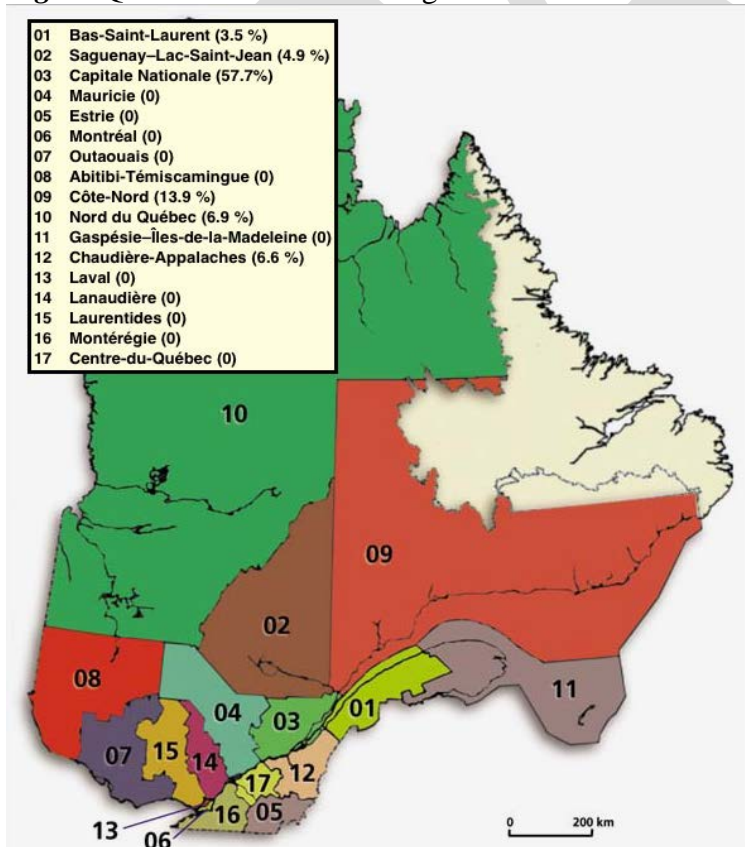 01 Bas-Saint-Laurent (3.5 %)
02 Saguenay–Lac-Saint-Jean (4.9 %)
03 Capitale Nationale (57.7%)
04 Mauricie (0)
05 Estrie (0)
06 Montréal (0)
07 Outaouais (0)
08 Abitibi-Témiscamingue (0)
09 Côte-Nord (13.9 %)
10 Nord du Québec (6.9 %)
11 Gaspésie–Îles-de-la-Madeleine (0)
12 Chaudière-Appalaches (6.6 %)
13 Laval (0)
14 Lanaudière (0)
15 Laurentides (0)
16 Montérégie (0)
17 Centre-du-Québec (0)
10
09
02
08
11
04
03
01
07
15
14
12
17
16
05
13
06
0 200 km